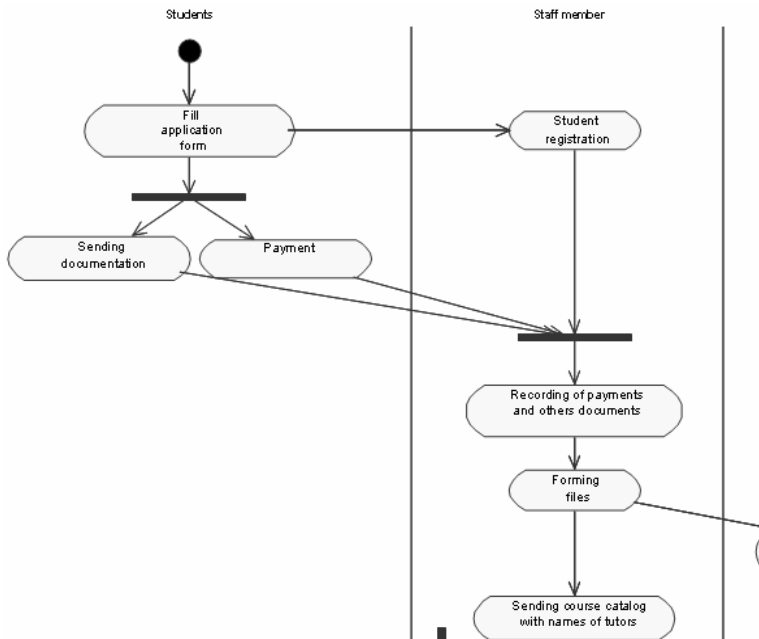 Students
Staff member
Fill
application
form
Student
registration
Sending
documentation
Payment
Recording of payments
and others documents
Forming
files
Sending course catalog
with names of tutors